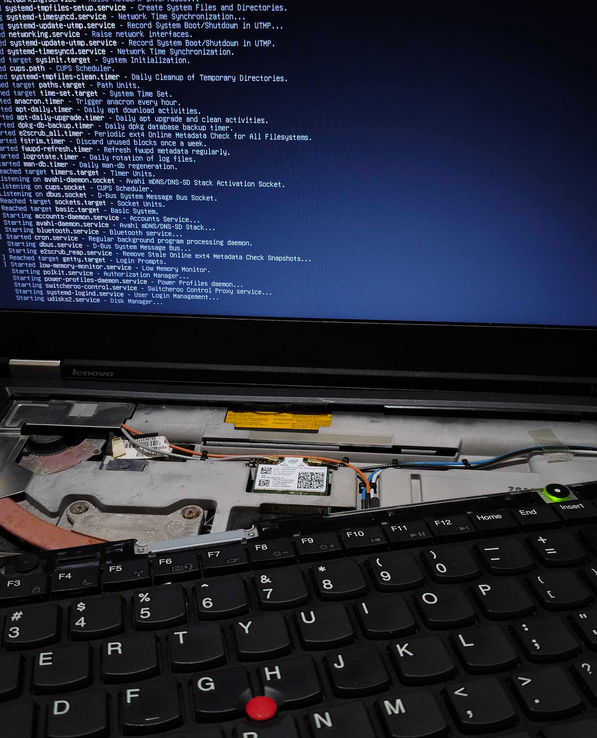 systemd-tmpfiles-setup.service - Create System Files and Directories.
systemd-timesyncd.service - Network Time Synchronization...
systemd-update-utmp.service - Record System Boot/Shutdown in UTMP...
ed networking.service - Raise network interfaces.
ed systemd-update-utmp.service - Record System Boot/Shutdown in UTMP.
ed systemd-timesyncd.service - Network Time Synchronization.
ed target sysinit.target - System Initialization.
ed cups.path - CUPS Scheduler.
ed systemd-tmpfiles-clean.timer - Daily Cleanup of Temporary Directories.
ed target paths.target - Path Units.
ed target time-set.target - System Time Set.
ted anacron.timer - Trigger anacron every hour.
ted apt-daily.timer - Daily apt download activities.
rted apt-daily-upgrade.timer - Daily apt upgrade and clean activities.
rted dpkg-db-backup.timer - Daily dpkg database backup timer.
arted e2scrub_all.timer - Periodic ext4 Online Metadata Check for All Filesystems.
arted fstrim.timer - Discard unused blocks once a week.
arted fwupd-refresh.timer - Refresh fwupd metadata regularly.
arted logrotate.timer - Daily rotation of log files.
arted man-db.timer - Daily man-db regeneration.
eached target timers.target - Timer Units.
istening on avahi-daemon.socket - Avahi mDNS/DNS-SD Stack Activation Socket.
Listening on cups.socket - CUPS Scheduler.
Listening on dbus.socket - D-Bus System Message Bus Socket.
Reached target sockets.target - Socket Units.
Reached target basic.target - Basic System.
Starting accounts-daemon.service - Accounts Service...
Starting avahi-daemon.service - Avahi mDNS/DNS-SD Stack...
Starting bluetooth.service - Bluetooth service...
] Started cron.service - Regular background program processing daemon.
Starting dbus.service - D-Bus System Message Bus...
Starting e2scrub_reap.service - Remove Stale Online ext4 Metadata Check Snapshots...
] Reached target getty.target - Login Prompts.
] Started low-memory-monitor.service - Low Memory Monitor.
Starting polkit.service - Authorization Manager...
Starting power-profiles-daemon.service - Power Profiles daemon...
Starting switcheroo-control.service - Switcheroo Control Proxy service...
Starting systemd-logind.service - User Login Management...
Starting udisks2.service - Disk Manager...
lenovo
F3 F4 F5 F6 F7 F8 F9 F10 F11 F12 Home End Insert
# 3 $ 4 % 5 ^ 6 & 7 * 8 ( 9 ) 0 _ - + =
E R T Y U I O P { [
D F G H J K L : ; "
B N M < , > . ?